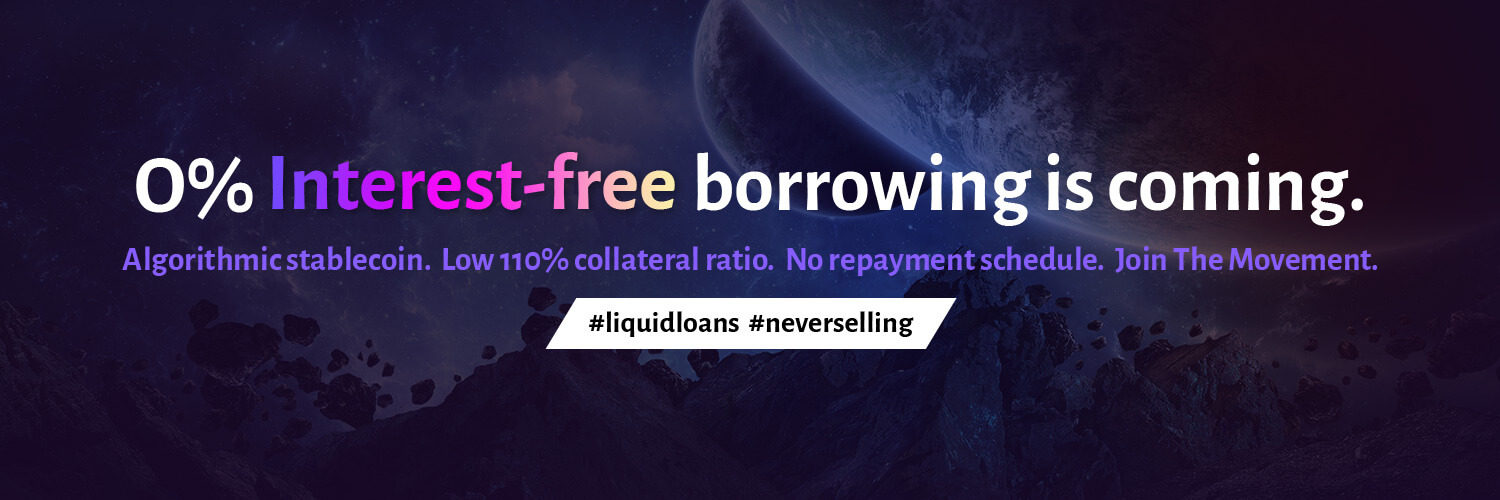 0% Interest-free borrowing is coming.
Algorithmic stablecoin. Low 110% collateral ratio. No repayment schedule. Join The Movement.
#liquidloans #neverselling